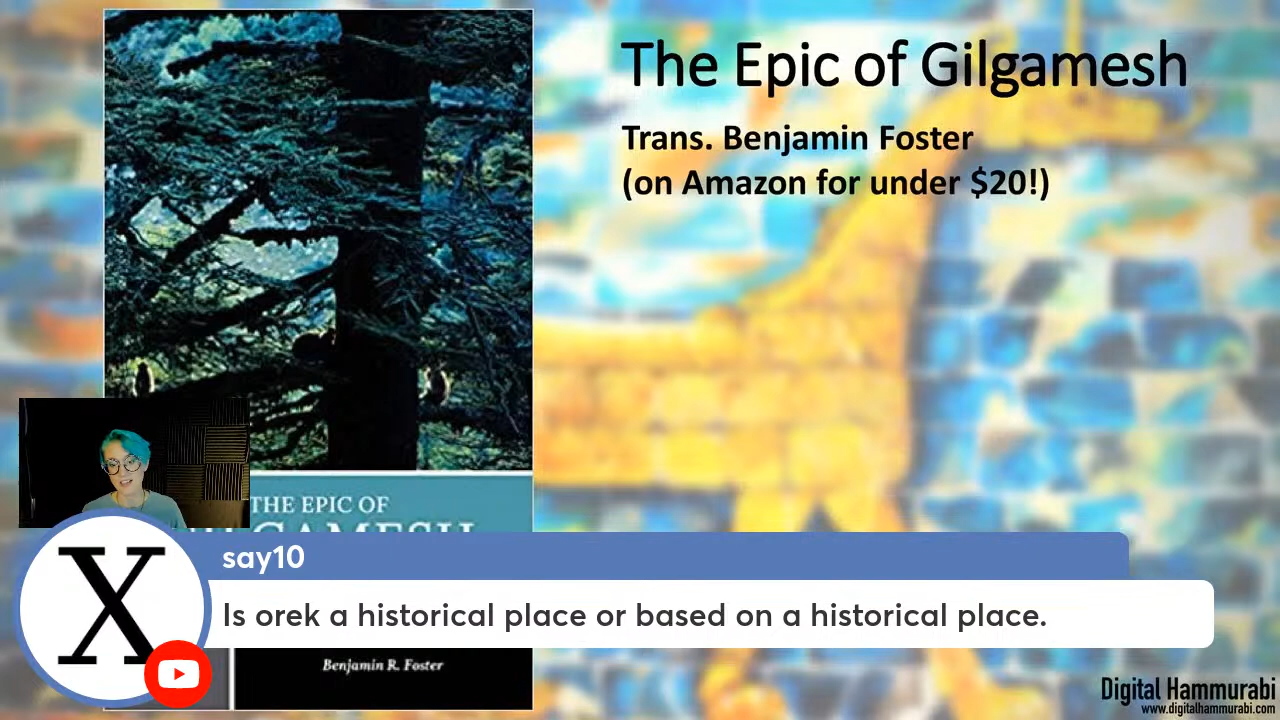 The Epic of Gilgamesh
Trans. Benjamin Foster
(on Amazon for under $20!)
THE EPIC OF
X
say10
Is orek a historical place or based on a historical place.
Benjamin R. Foster
Digital Hammurabi
www.digitalhammurabi.com